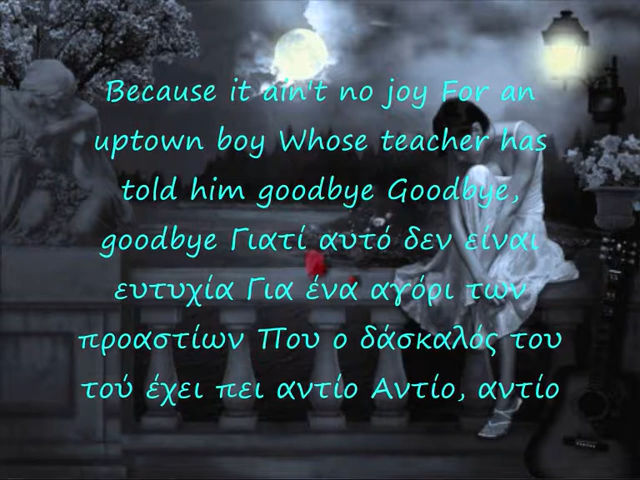 Because it ain't no joy For an
uptown boy Whose teacher has
told him goodbye Goodbye,
goodbye Γιατί αυτό δεν είναι
ευτυχία Για ένα αγόρι των
προαστίων Που ο δάσκαλός του
τού έχει πει αντίο Αντίο, αντίο